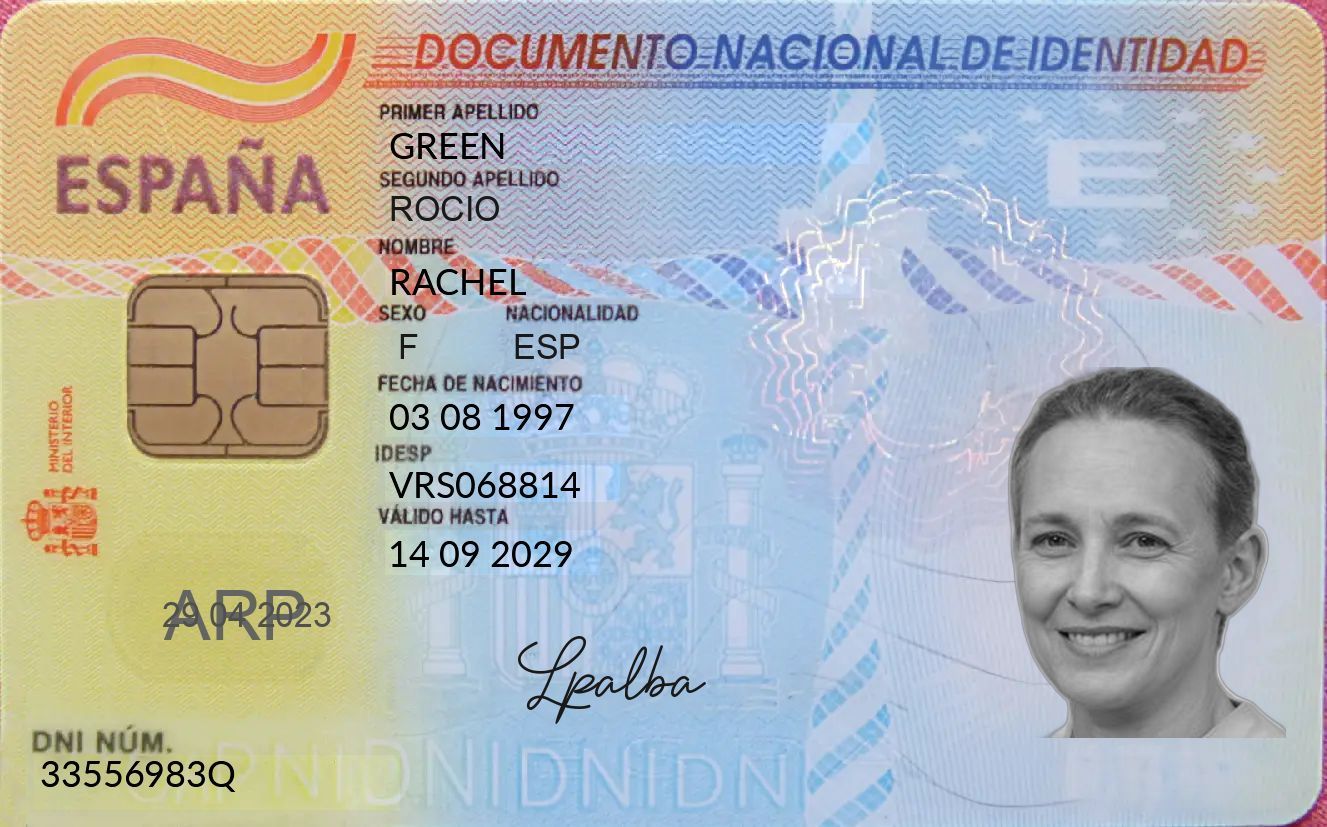 DOCUMENTO NACIONAL DE IDENTIDAD
ESPAÑA
PRIMER APELLIDO
GREEN
SEGUNDO APELLIDO
ROCIO
NOMBRE
RACHEL
SEXO NACIONALIDAD
F ESP
FECHA DE NACIMIENTO
03 08 1997
IDESP
VRS068814
VÁLIDO HASTA
14 09 2029
MINISTERIO
DEL INTERIOR
E
ARP
29 04 2023
Lpalba
DNI NÚM.
33556983Q
DNIDNIDN